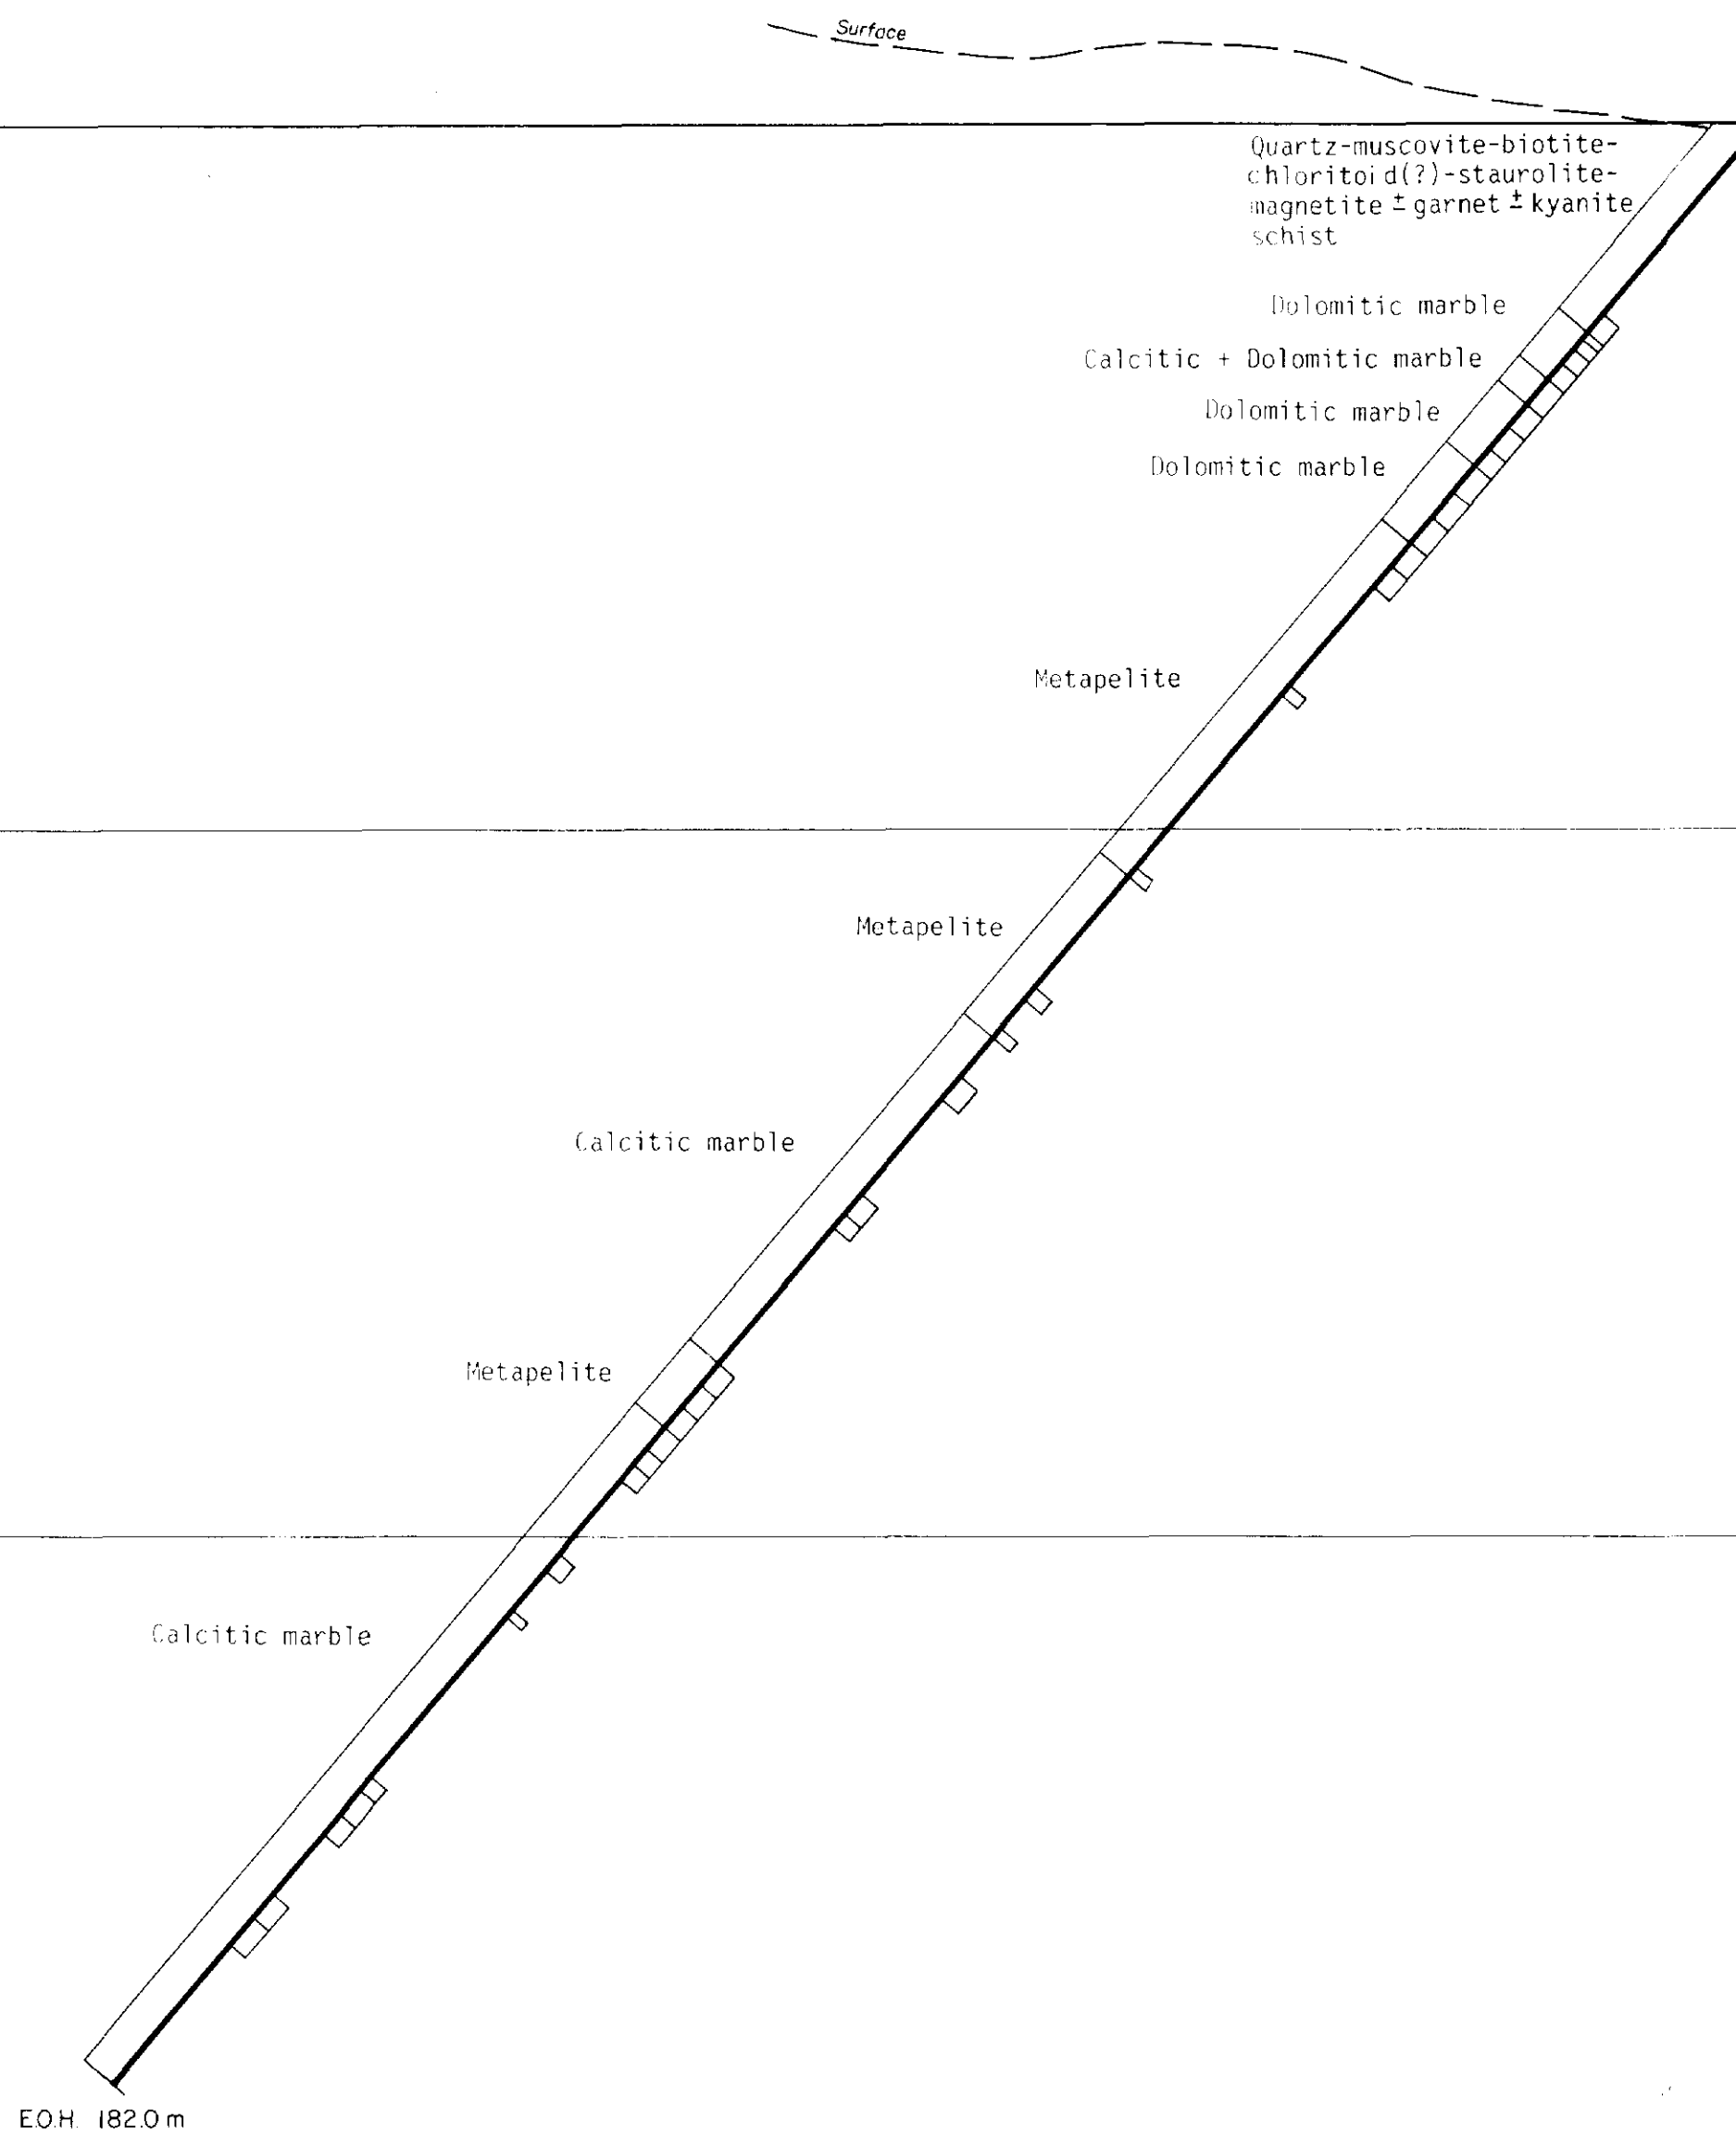 Surface
Quartz-muscovite-biotite-
chloritoid(?)-staurolite-
magnetite ± garnet ± kyanite
schist
Dolomitic marble
Calcitic + Dolomitic marble
Dolomitic marble
Dolomitic marble
Metapelite
Metapelite
Calcitic marble
Metapelite
Calcitic marble
E.O.H. 182.0 m